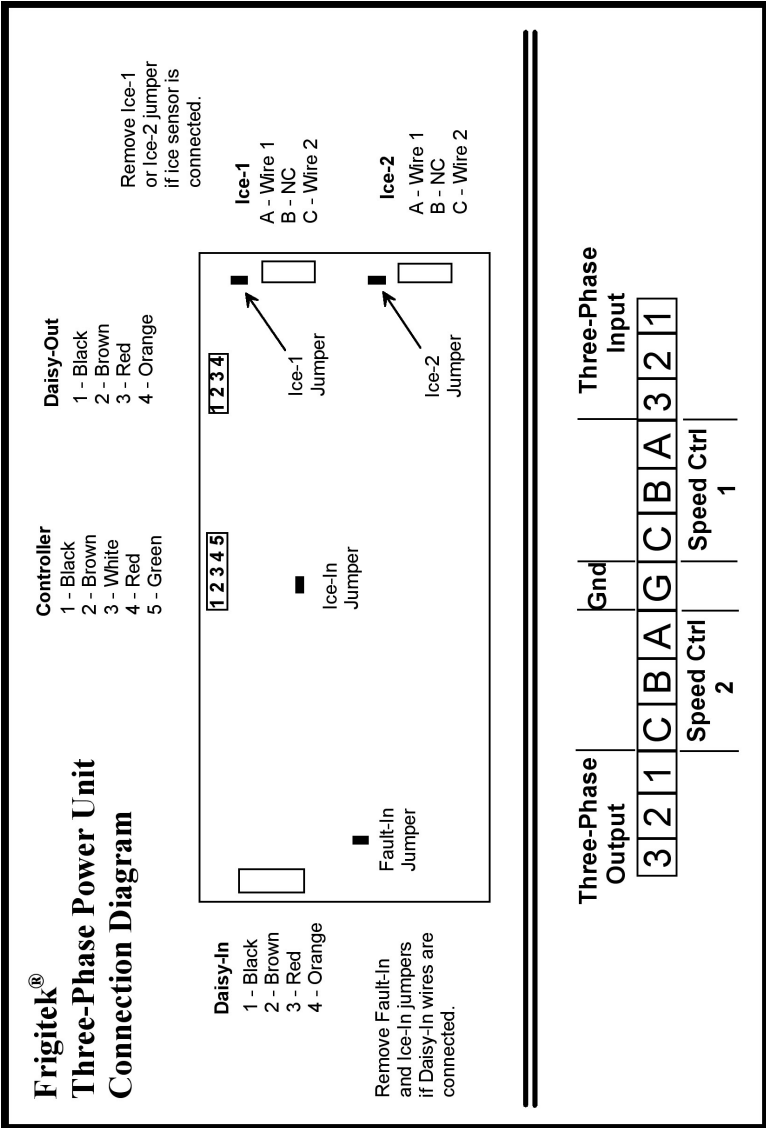 Frigitek®
Three-Phase Power Unit
Connection Diagram
Controller
1 - Black
2 - Brown
3 - White
4 - Red
5 - Green
Daisy-Out
1 - Black
2 - Brown
3 - Red
4 - Orange
Remove Ice-1
or Ice-2 jumper
if ice sensor is
connected.
Daisy-In
1 - Black
2 - Brown
3 - Red
4 - Orange
Remove Fault-In
and Ice-In jumpers
if Daisy-In wires are
connected.
1 2 3 4 5
1 2 3 4
Fault-In
Jumper
Ice-In
Jumper
Ice-1
Jumper
Ice-2
Jumper
Ice-1
A - Wire 1
B - NC
C - Wire 2
Ice-2
A - Wire 1
B - NC
C - Wire 2
Three-Phase
Output
Gnd
Three-Phase
Input
3 2 1 C B A G C B A 3 2 1
Speed Ctrl
2
Speed Ctrl
1